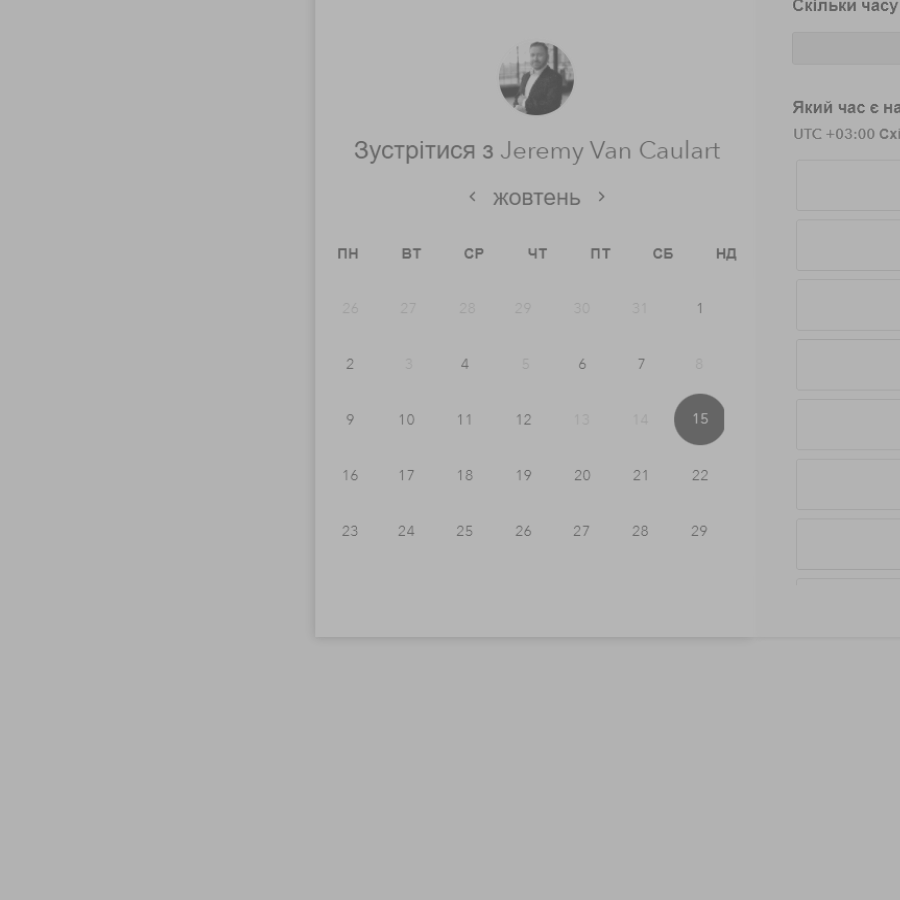 Скільки часу
Який час є на
UTC +03:00 Схі
Зустрітися з Jeremy Van Caulart
жовтень
ПН ВТ СР ЧТ ПТ СБ НД
26 27 28 29 30 31 1
2 3 4 5 6 7 8
9 10 11 12 13 14 15
16 17 18 19 20 21 22
23 24 25 26 27 28 29